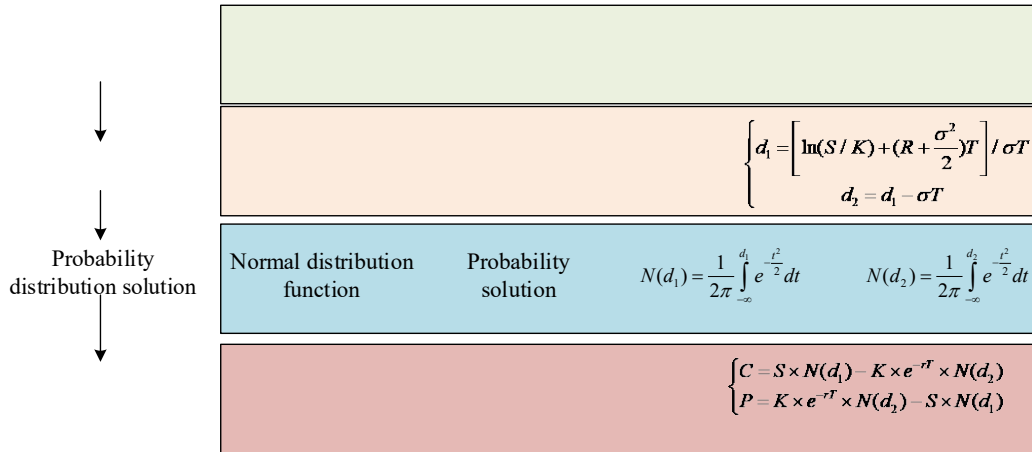 d₁ = [ln(S / K) + (R + σ²/2)T] / σT
d₂ = d₁ − σT
Probability
distribution solution
Normal distribution
function
Probability
solution
N(d₁) = 1/2π ∫_{-∞}^{d₁} e^{-t²/2} dt
N(d₂) = 1/2π ∫_{-∞}^{d₂} e^{-t²/2} dt
C = S × N(d₁) − K × e^{-rT} × N(d₂)
P = K × e^{-rT} × N(d₂) − S × N(d₁)